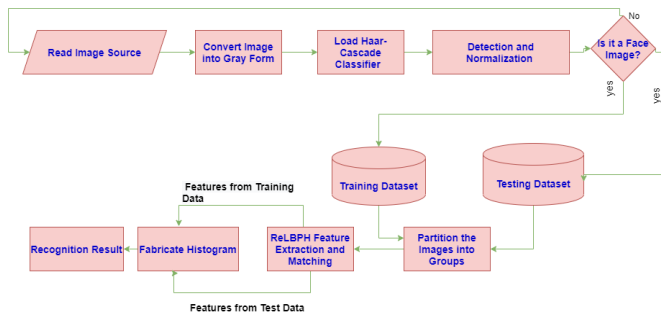 No
Read Image Source
Convert Image
into Gray Form
Load Haar-
Cascade
Classifier
Detection and
Normalization
Is it a Face
Image?
yes
yes
Training Dataset
Testing Dataset
Features from Training
Data
Recognition Result
Fabricate Histogram
ReLBPH Feature
Extraction and
Matching
Partition the
Images into
Groups
Features from Test Data